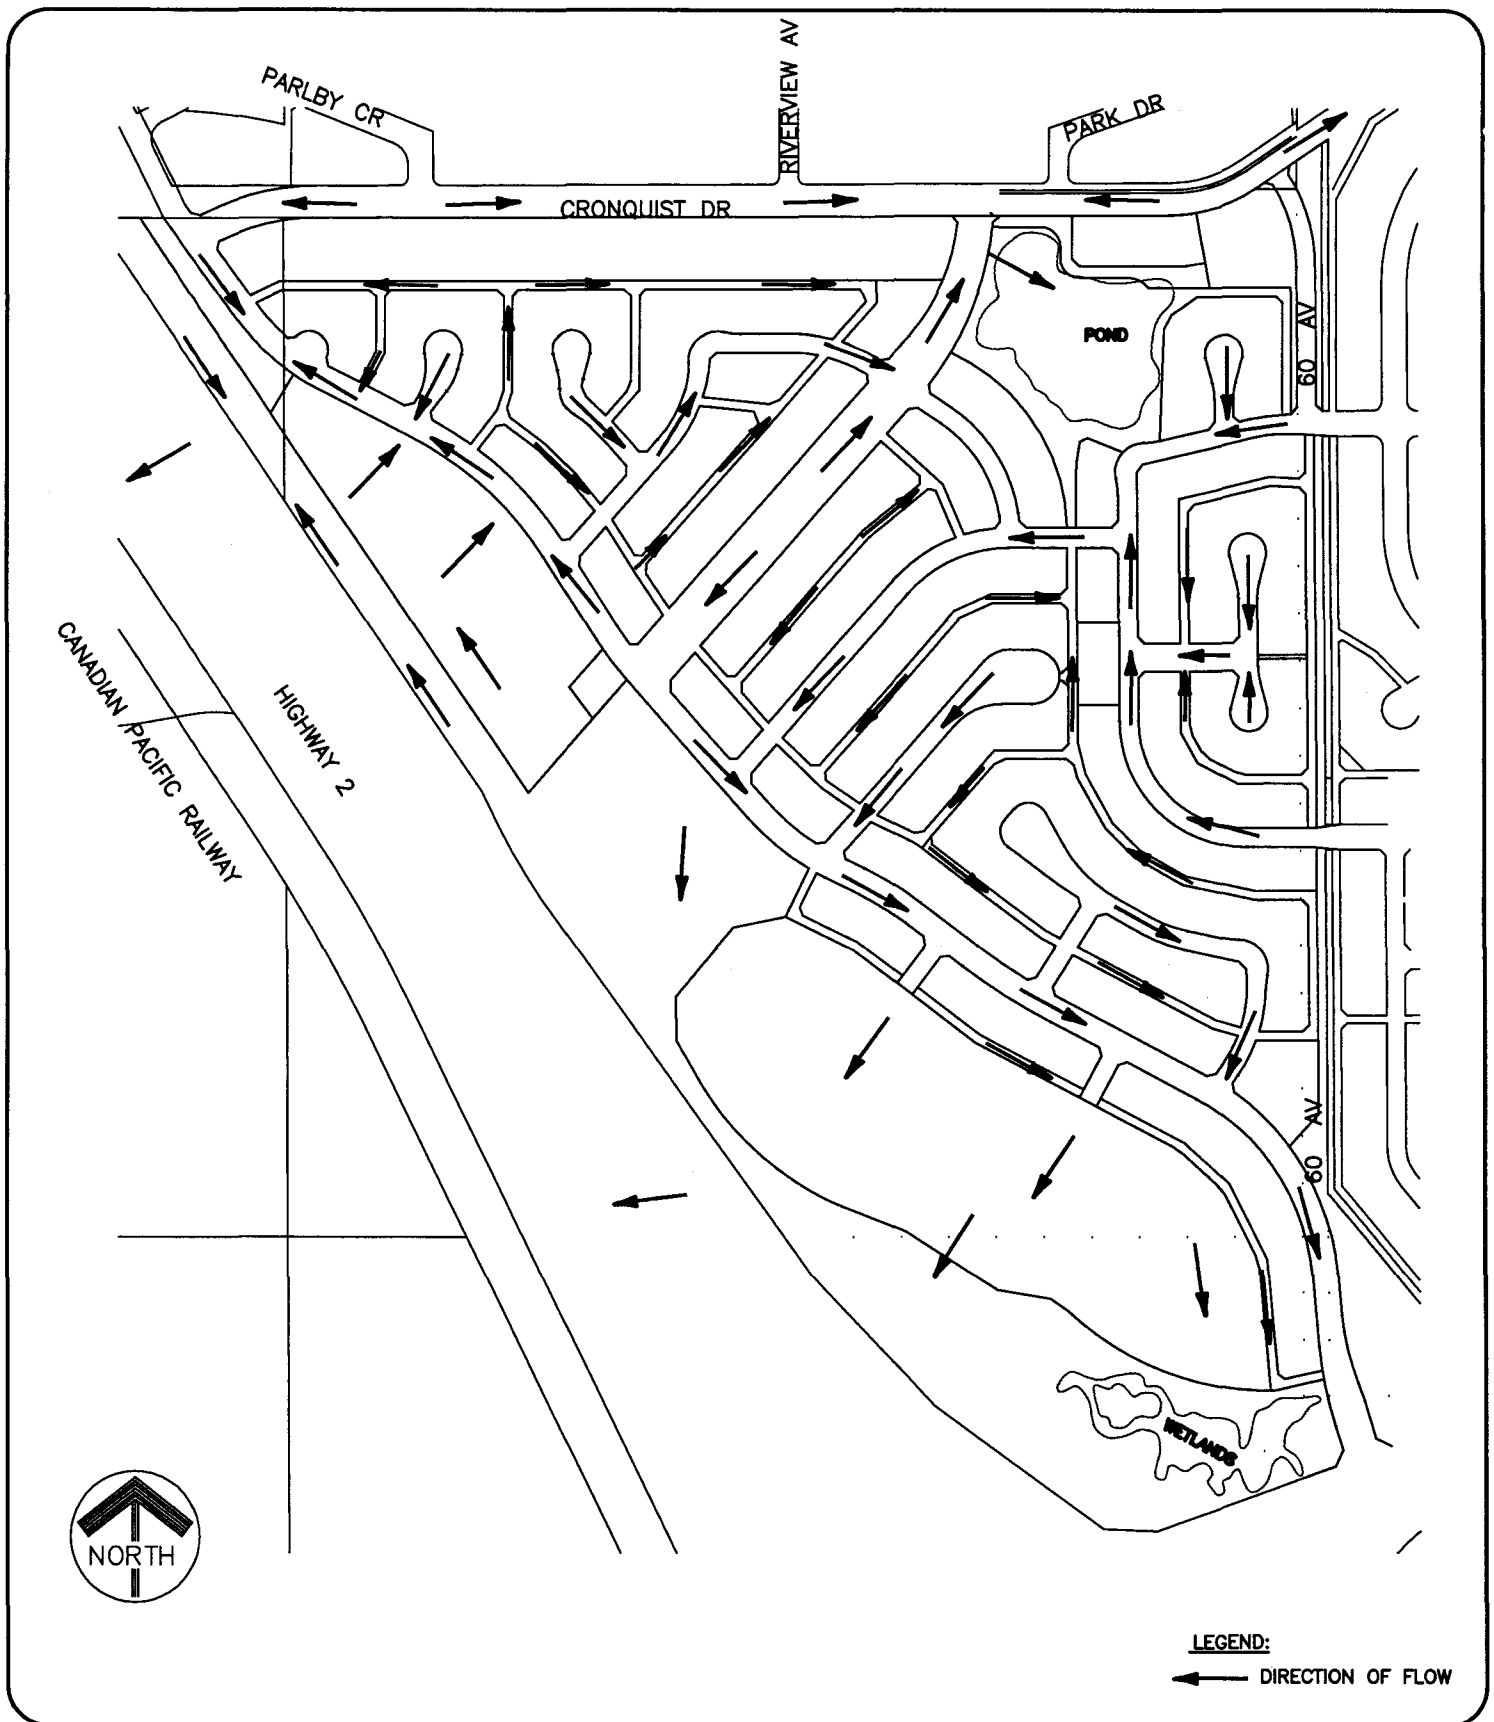 RIVERVIEW AV
PARLBY CR
PARK DR
CRONQUIST DR
POND
60 AV
CANADIAN PACIFIC RAILWAY
HIGHWAY 2
60 AV
WETLANDS
NORTH
LEGEND:
DIRECTION OF FLOW